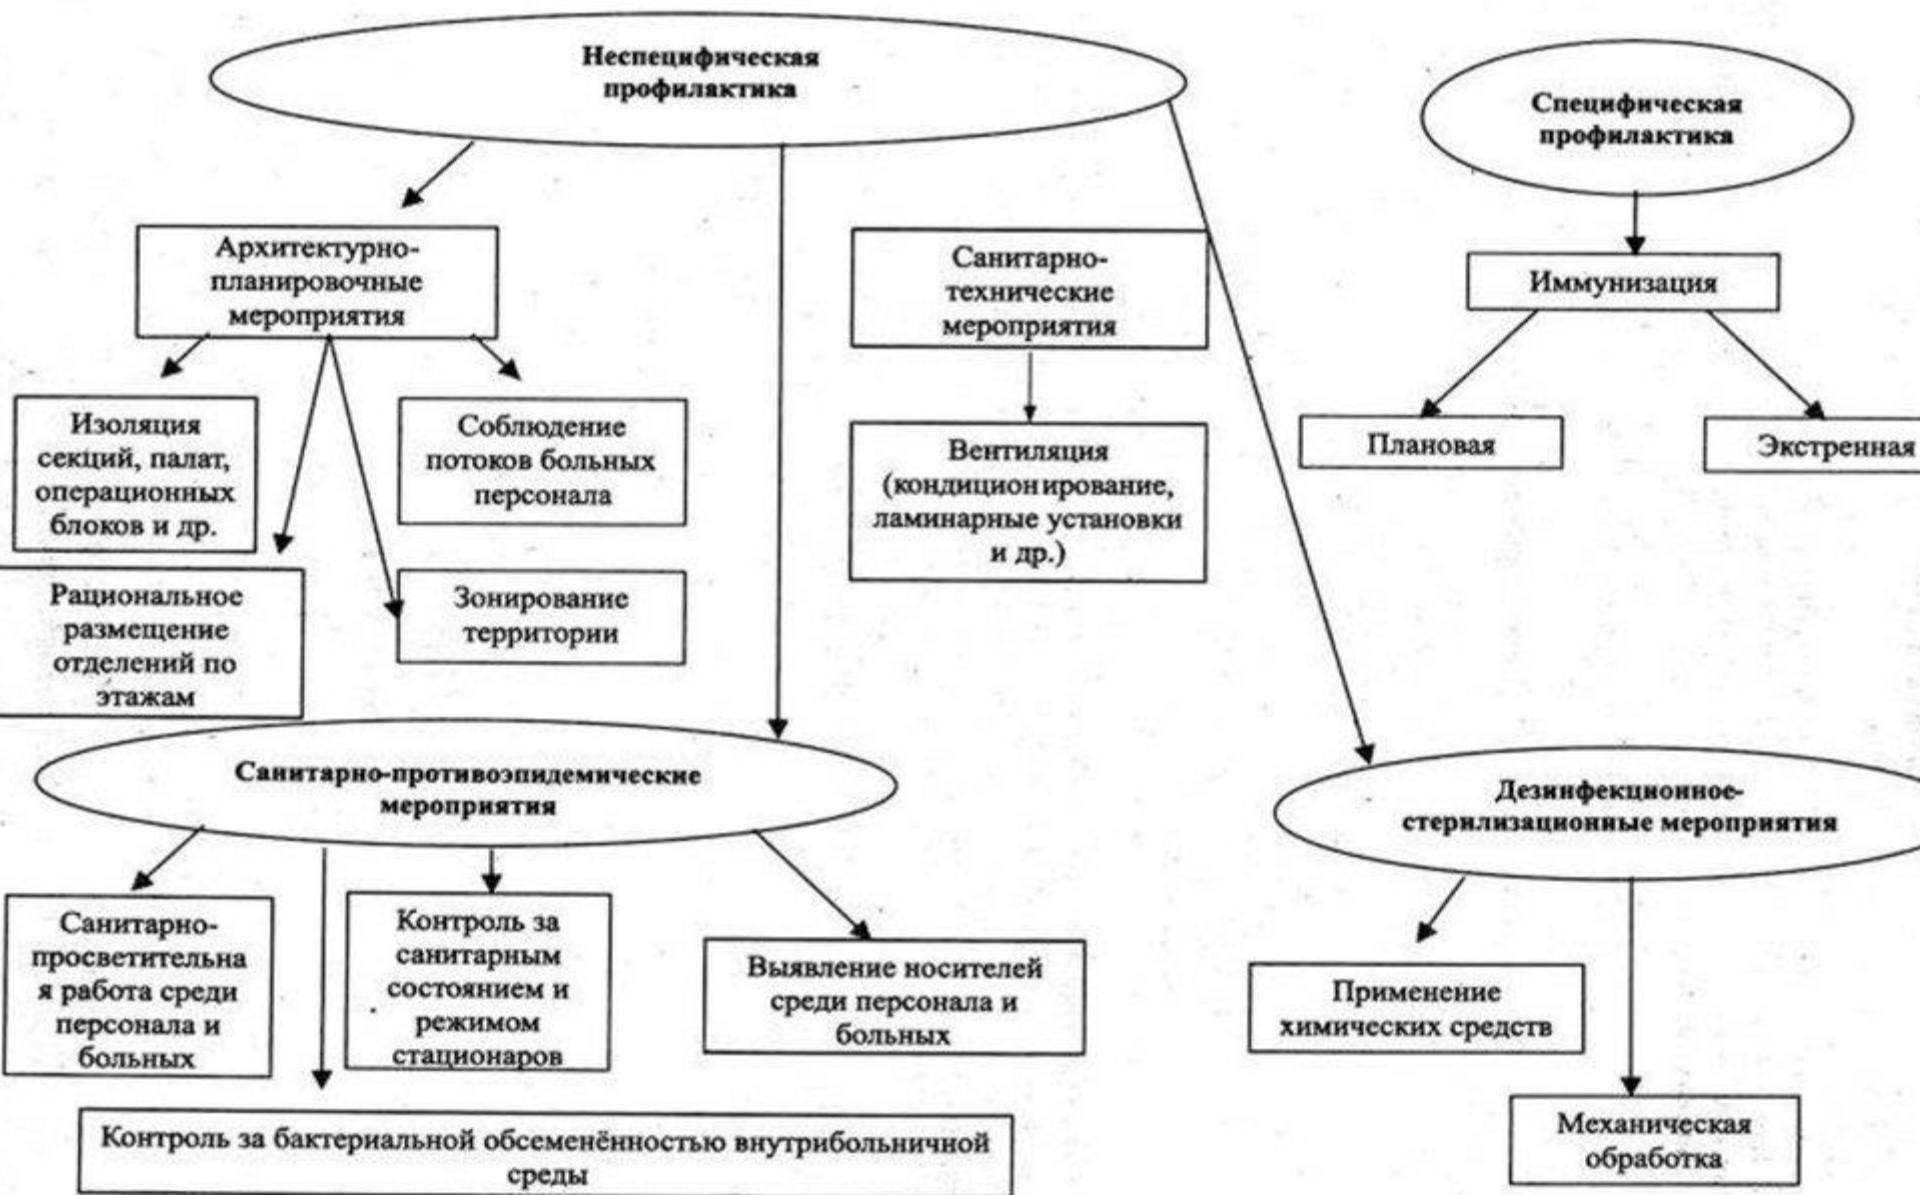 Неспецифическая
профилактика
Специфическая
профилактика
Архитектурно-
планировочные
мероприятия
Санитарно-
технические
мероприятия
Иммунизация
Изоляция
секций, палат,
операционных
блоков и др.
Соблюдение
потоков больных
персонала
Вентиляция
(кондиционирование,
ламинарные установки
и др.)
Плановая
Экстренная
Рациональное
размещение
отделений по
этажам
Зонирование
территории
Санитарно-противоэпидемические
мероприятия
Дезинфекционное-
стерилизационные мероприятия
Санитарно-
просветительна
я работа среди
персонала и
больных
Контроль за
санитарным
состоянием и
режимом
стационаров
Выявление носителей
среди персонала и
больных
Применение
химических средств
Контроль за бактериальной обсеменённостью внутрибольничной
среды
Механическая
обработка